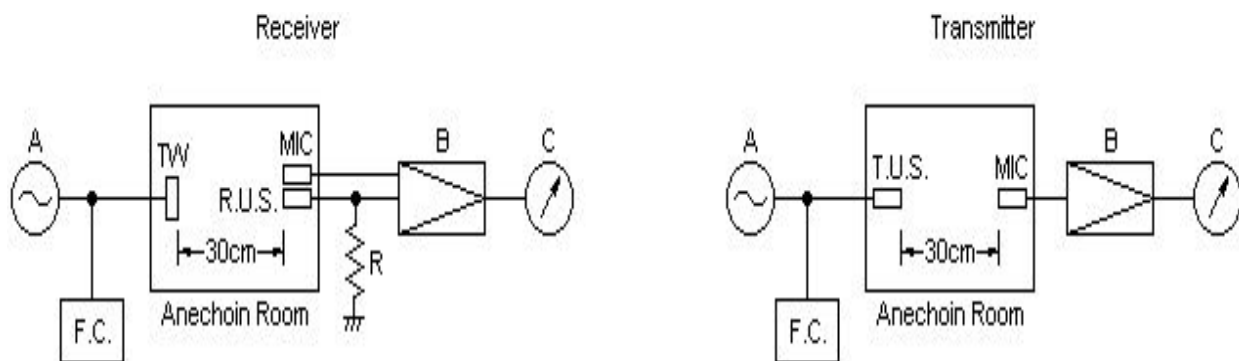 Receiver
A
TW
MIC
R.U.S.
30cm
B
C
R
F.C.
Anechoin Room
Transmitter
A
T.U.S.
MIC
30cm
B
C
F.C.
Anechoin Room